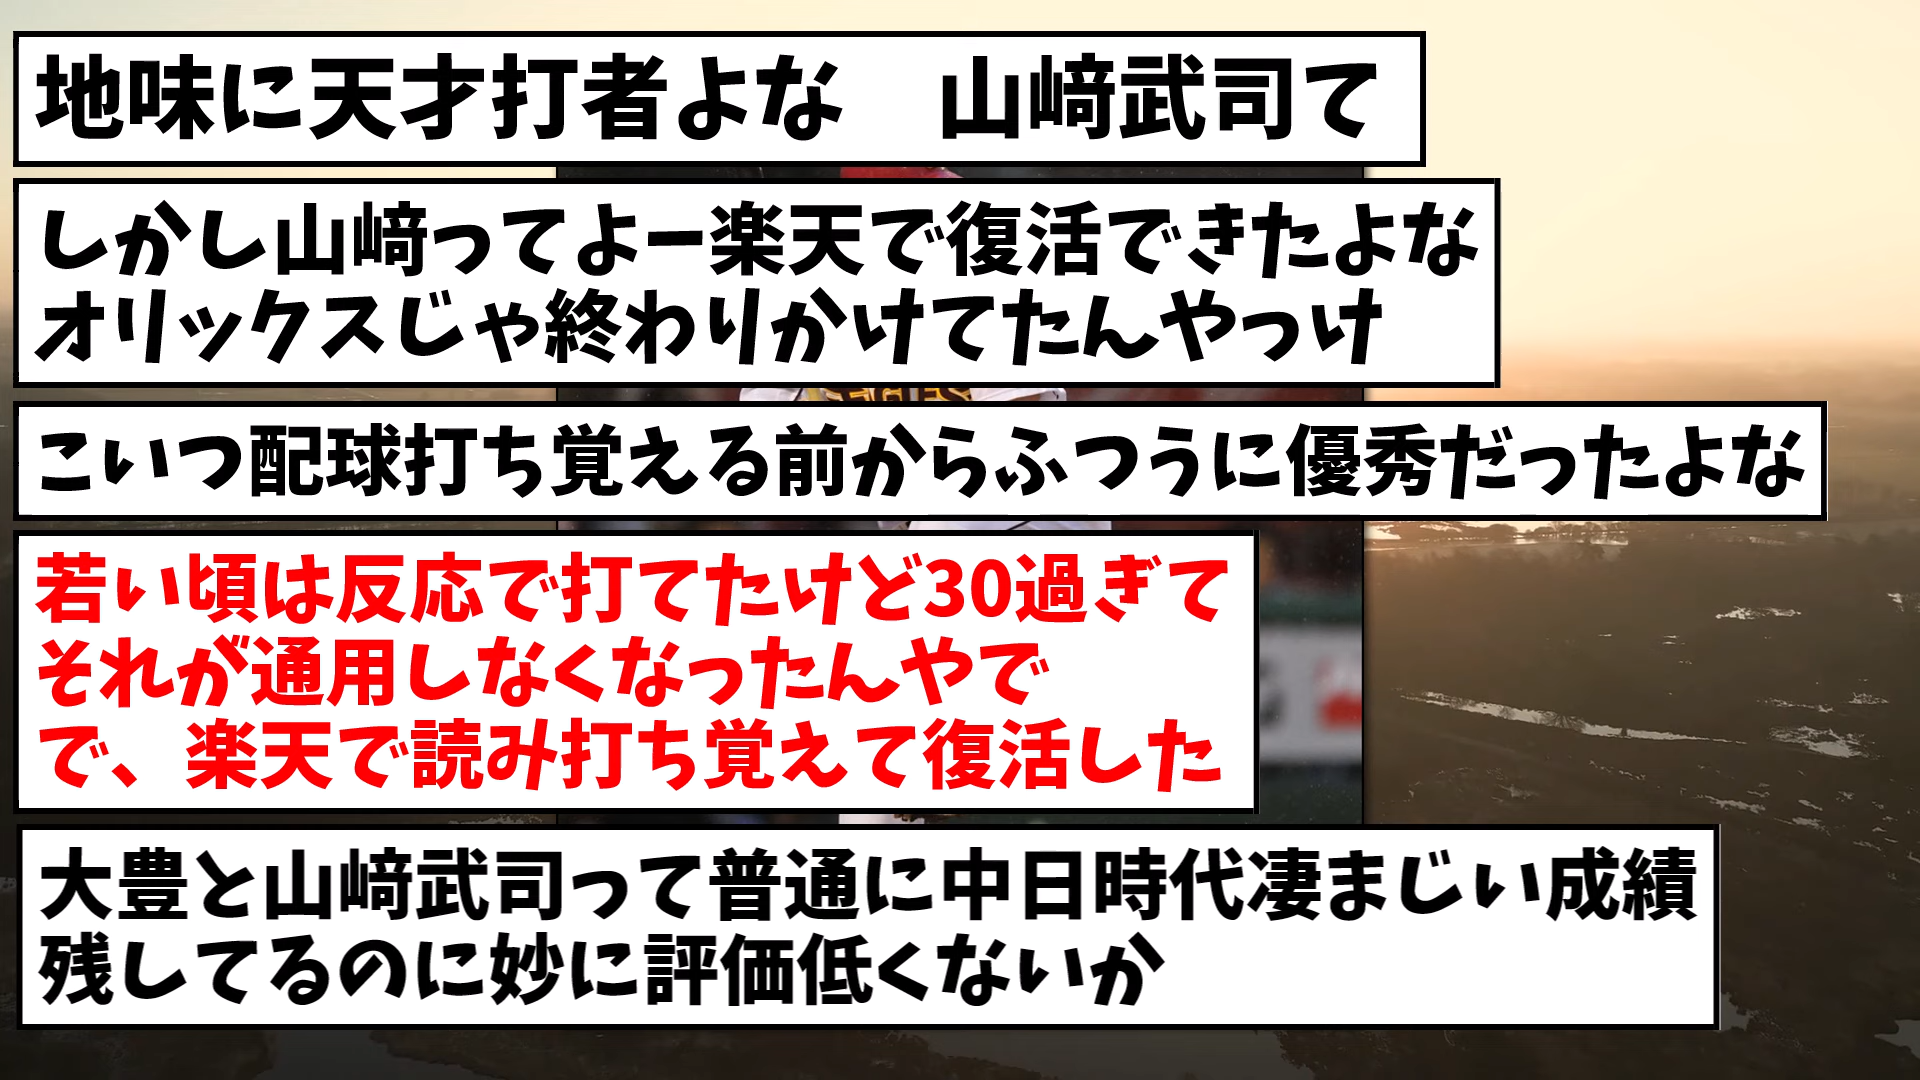 地味に天才打者よな　山﨑武司て
しかし山﨑ってよー楽天で復活できたよな
オリックスじゃ終わりかけてたんやっけ
こいつ配球打ち覚える前からふつうに優秀だったよな
若い頃は反応で打てたけど30過ぎて
それが通用しなくなったんやで
で、楽天で読み打ち覚えて復活した
大豊と山﨑武司って普通に中日時代凄まじい成績
残してるのに妙に評価低くないか